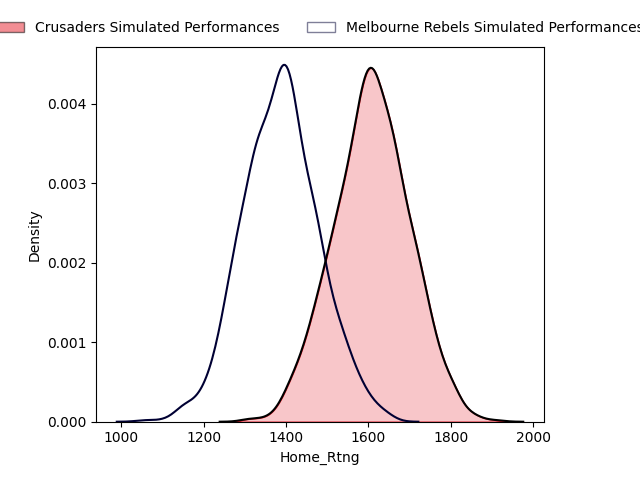 Crusaders Simulated Performances Melbourne Rebels Simulated Performances
0.004
0.003
Density
0.002
0.001
0.000
1000 1200 1400 1600 1800 2000
Home_Rtng